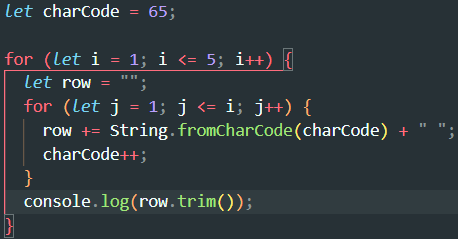 let charCode = 65;

for (let i = 1; i <= 5; i++) {
  let row = "";
  for (let j = 1; j <= i; j++) {
    row += String.fromCharCode(charCode) + " ";
    charCode++;
  }
  console.log(row.trim());
}